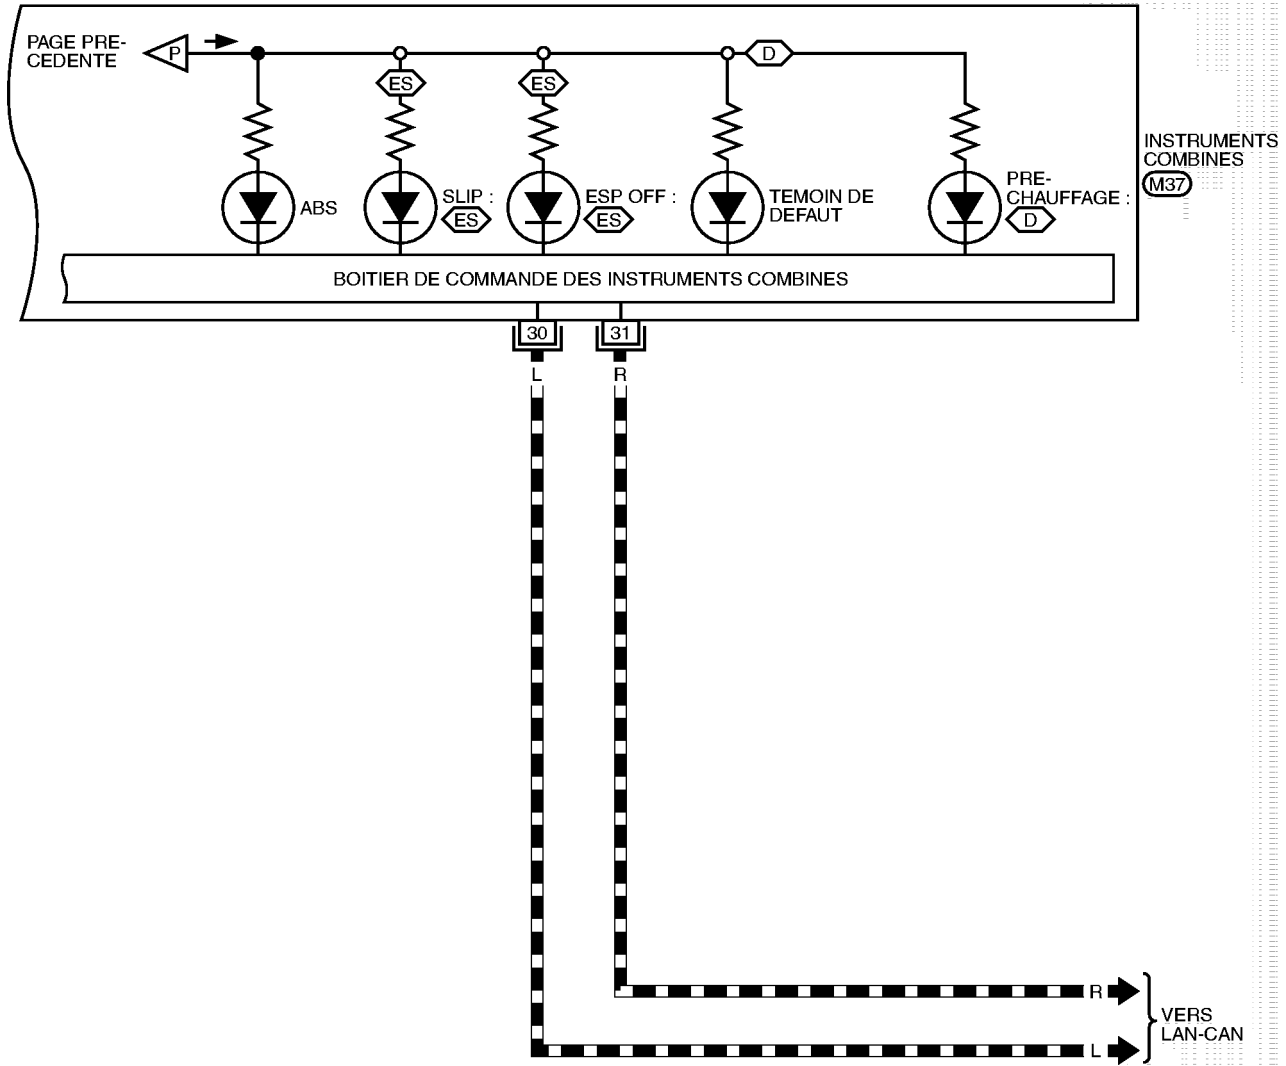 PAGE PRE-
CEDENTE
P
D
ES
ES
INSTRUMENTS
COMBINES
M37
ABS
SLIP :
ES
ESP OFF :
ES
TEMOIN DE
DEFAUT
PRE-
CHAUFFAGE :
D
BOITIER DE COMMANDE DES INSTRUMENTS COMBINES
30
31
L
R
R
L
VERS
LAN-CAN